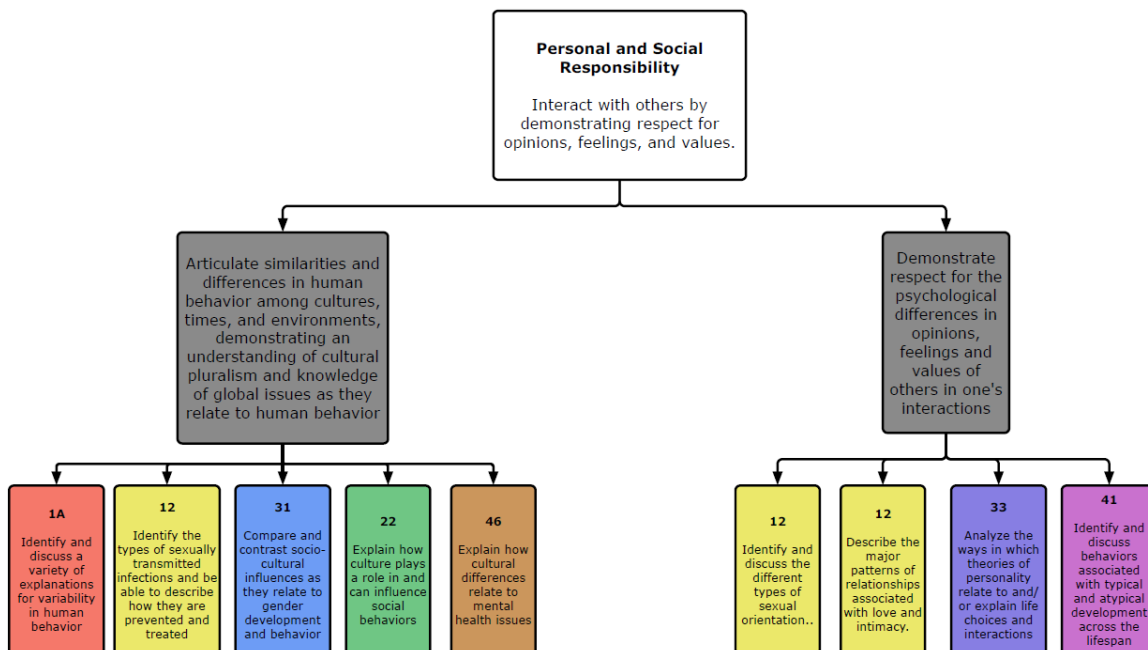 Personal and Social
Responsibility
Interact with others by
demonstrating respect for
opinions, feelings, and values.
Articulate similarities and
differences in human
behavior among cultures,
times, and environments,
demonstrating an
understanding of cultural
pluralism and knowledge
of global issues as they
relate to human behavior
Demonstrate
respect for the
psychological
differences in
opinions,
feelings and
values of
others in one's
interactions
1A
Identify and
discuss a
variety of
explanations
for variability
in human
behavior
12
Identify the
types of sexually
transmitted
infections and be
able to describe
how they are
prevented and
treated
31
Compare and
contrast socio-
cultural
influences as
they relate to
gender
development
and behavior
22
Explain how
culture plays
a role in and
can influence
social
behaviors
46
Explain how
cultural
differences
relate to
mental
health issues
12
Identify and
discuss the
different
types of
sexual
orientation..
12
Describe the
major
patterns of
relationships
associated
with love and
intimacy.
33
Analyze the
ways in which
theories of
personality
relate to and/
or explain life
choices and
interactions
41
Identify and
discuss
behaviors
associated
with typical
and atypical
development
across the
lifespan